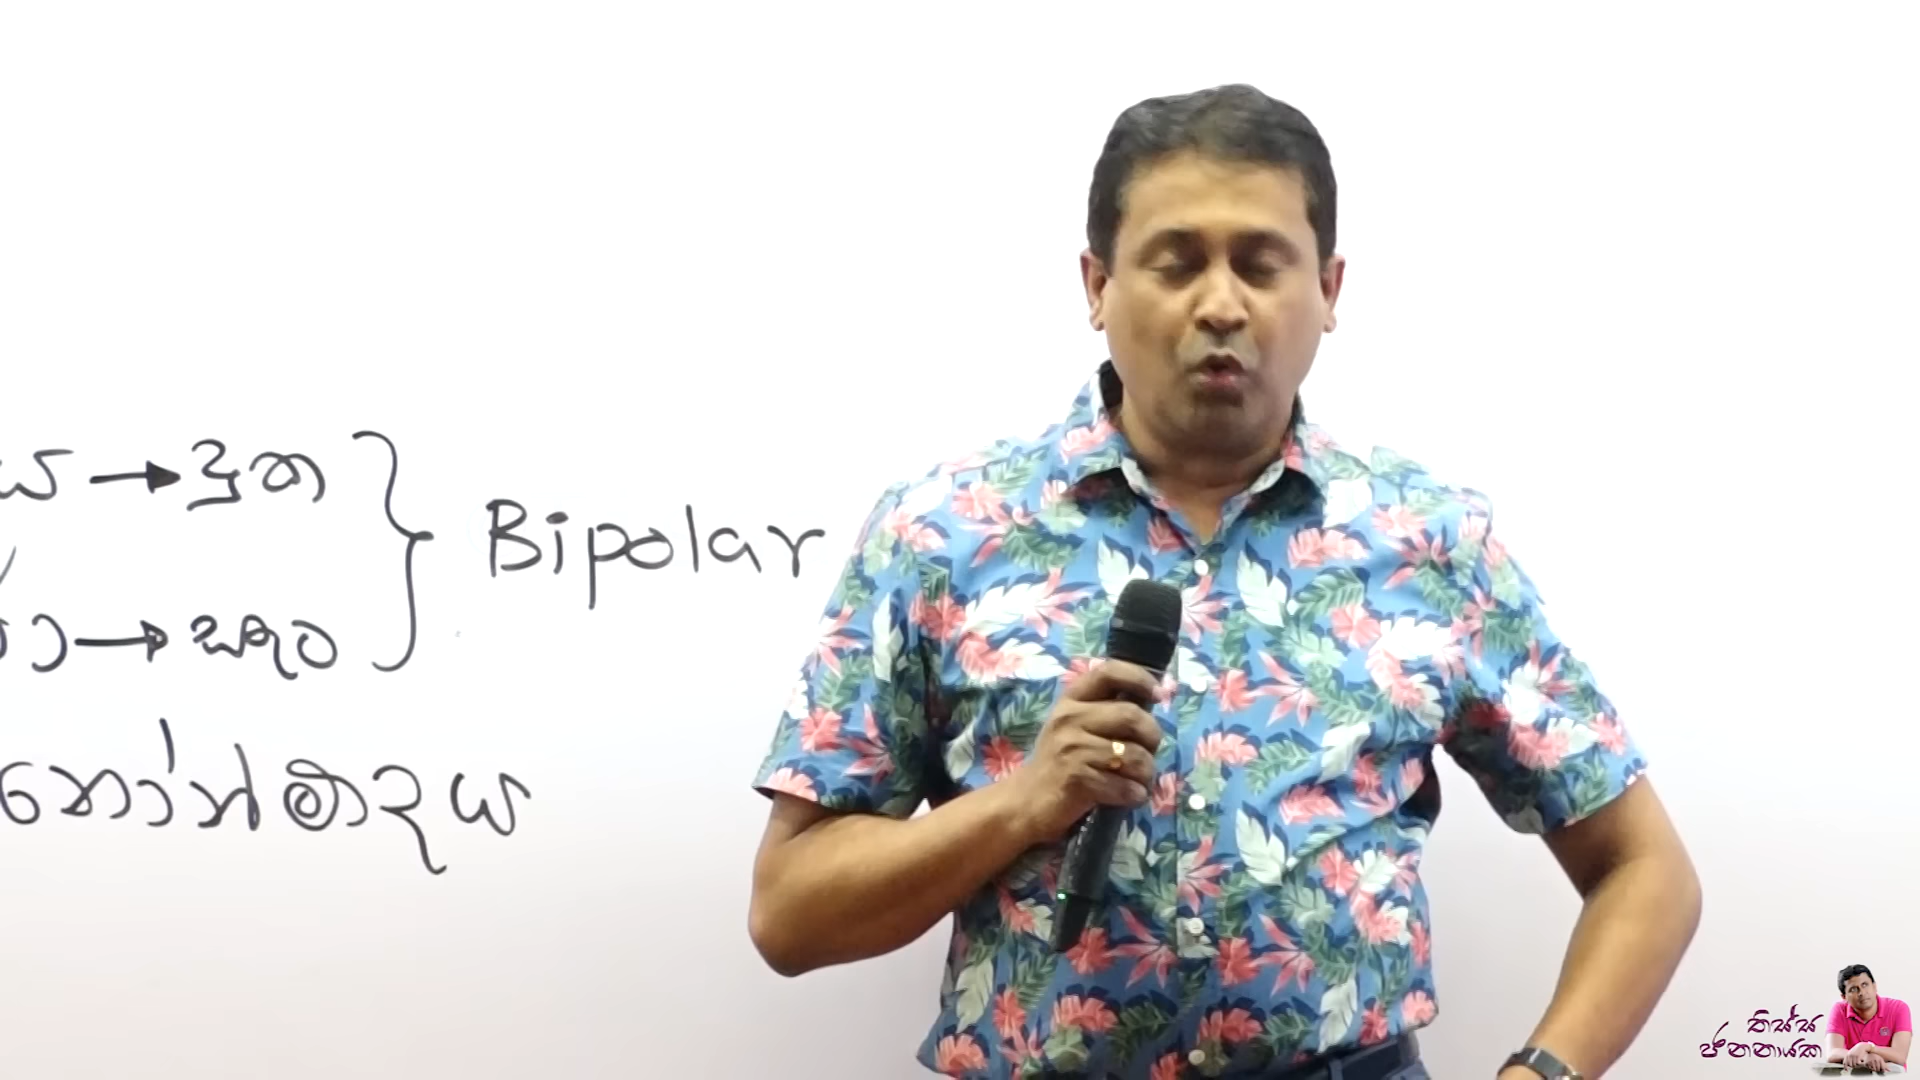 ය → දුක
Bipolar
→ සතුට
තෝන්මාදය
තිස්ස
ජනනායක